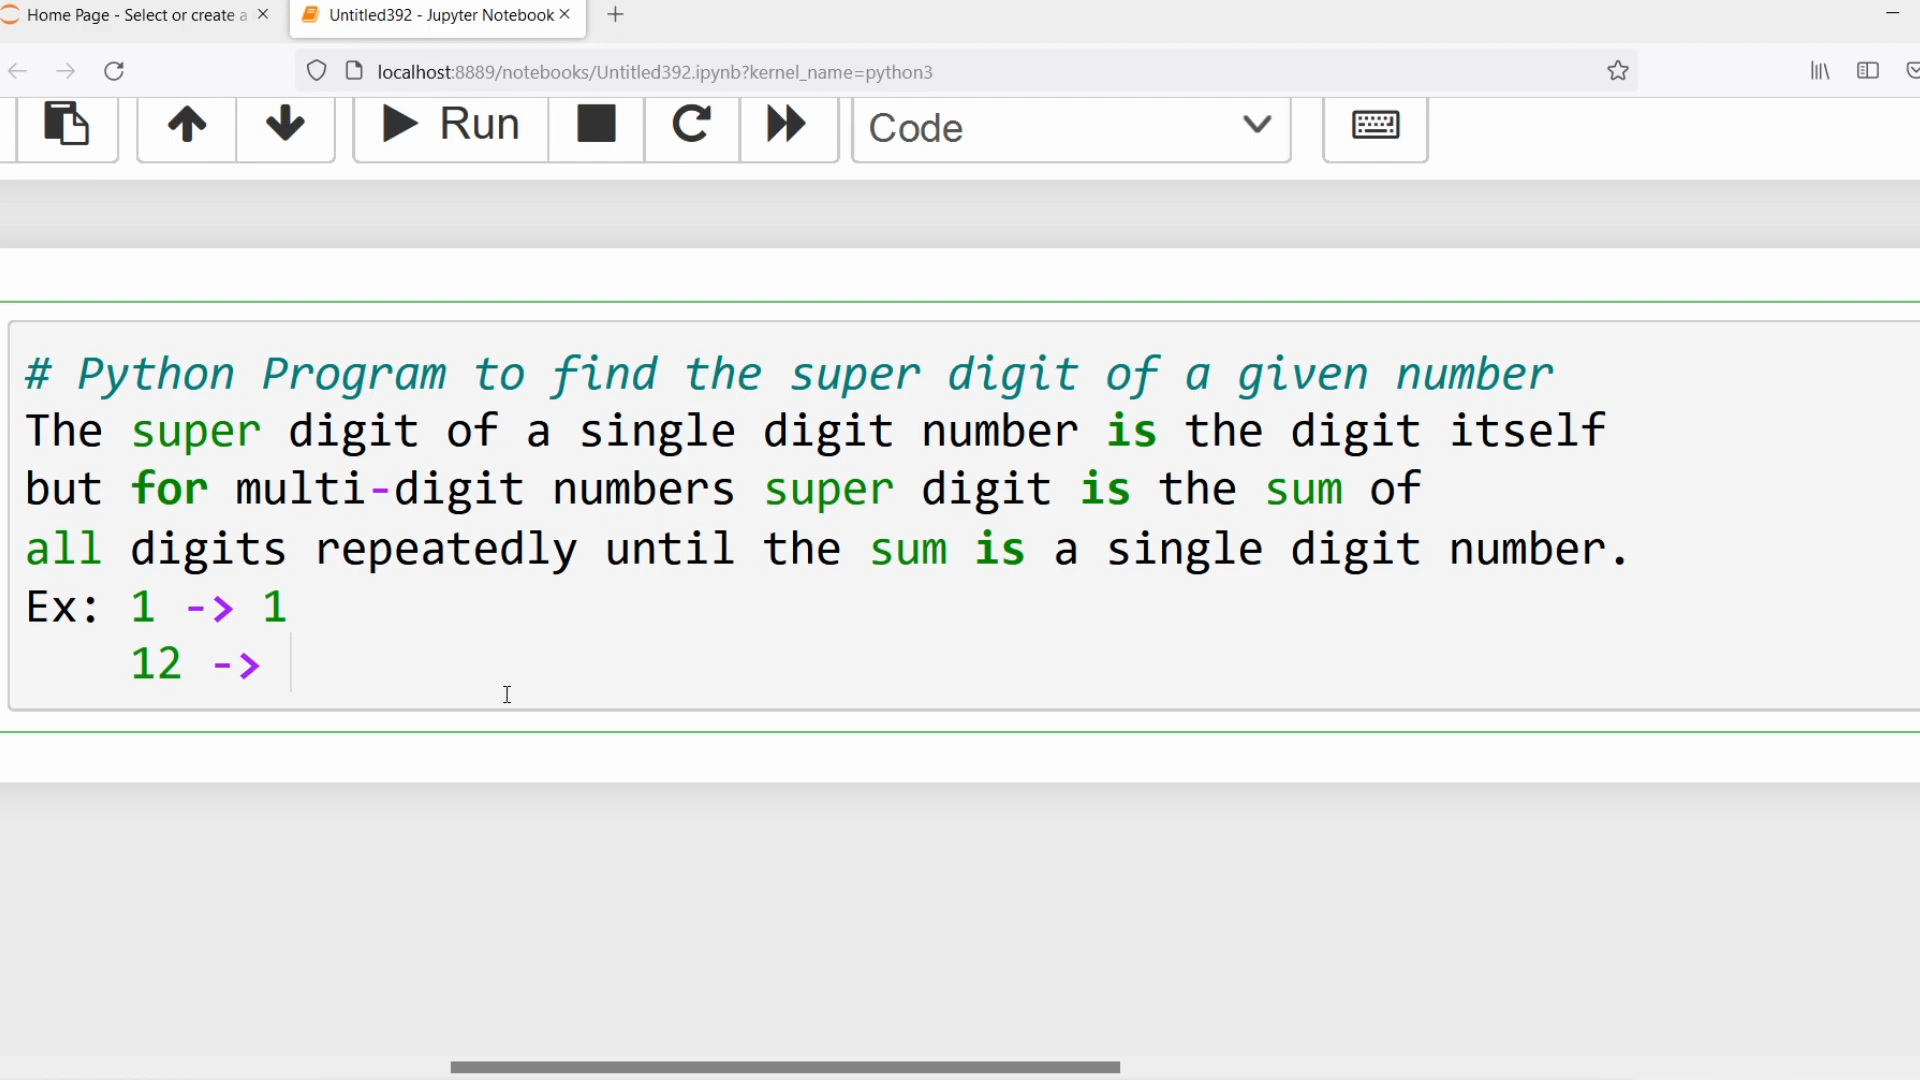 Home Page - Select or create a
Untitled392 - Jupyter Notebook
localhost:8889/notebooks/Untitled392.ipynb?kernel_name=python3
Run
Code
# Python Program to find the super digit of a given number
The super digit of a single digit number is the digit itself
but for multi-digit numbers super digit is the sum of
all digits repeatedly until the sum is a single digit number.
Ex: 1 -> 1
12 ->